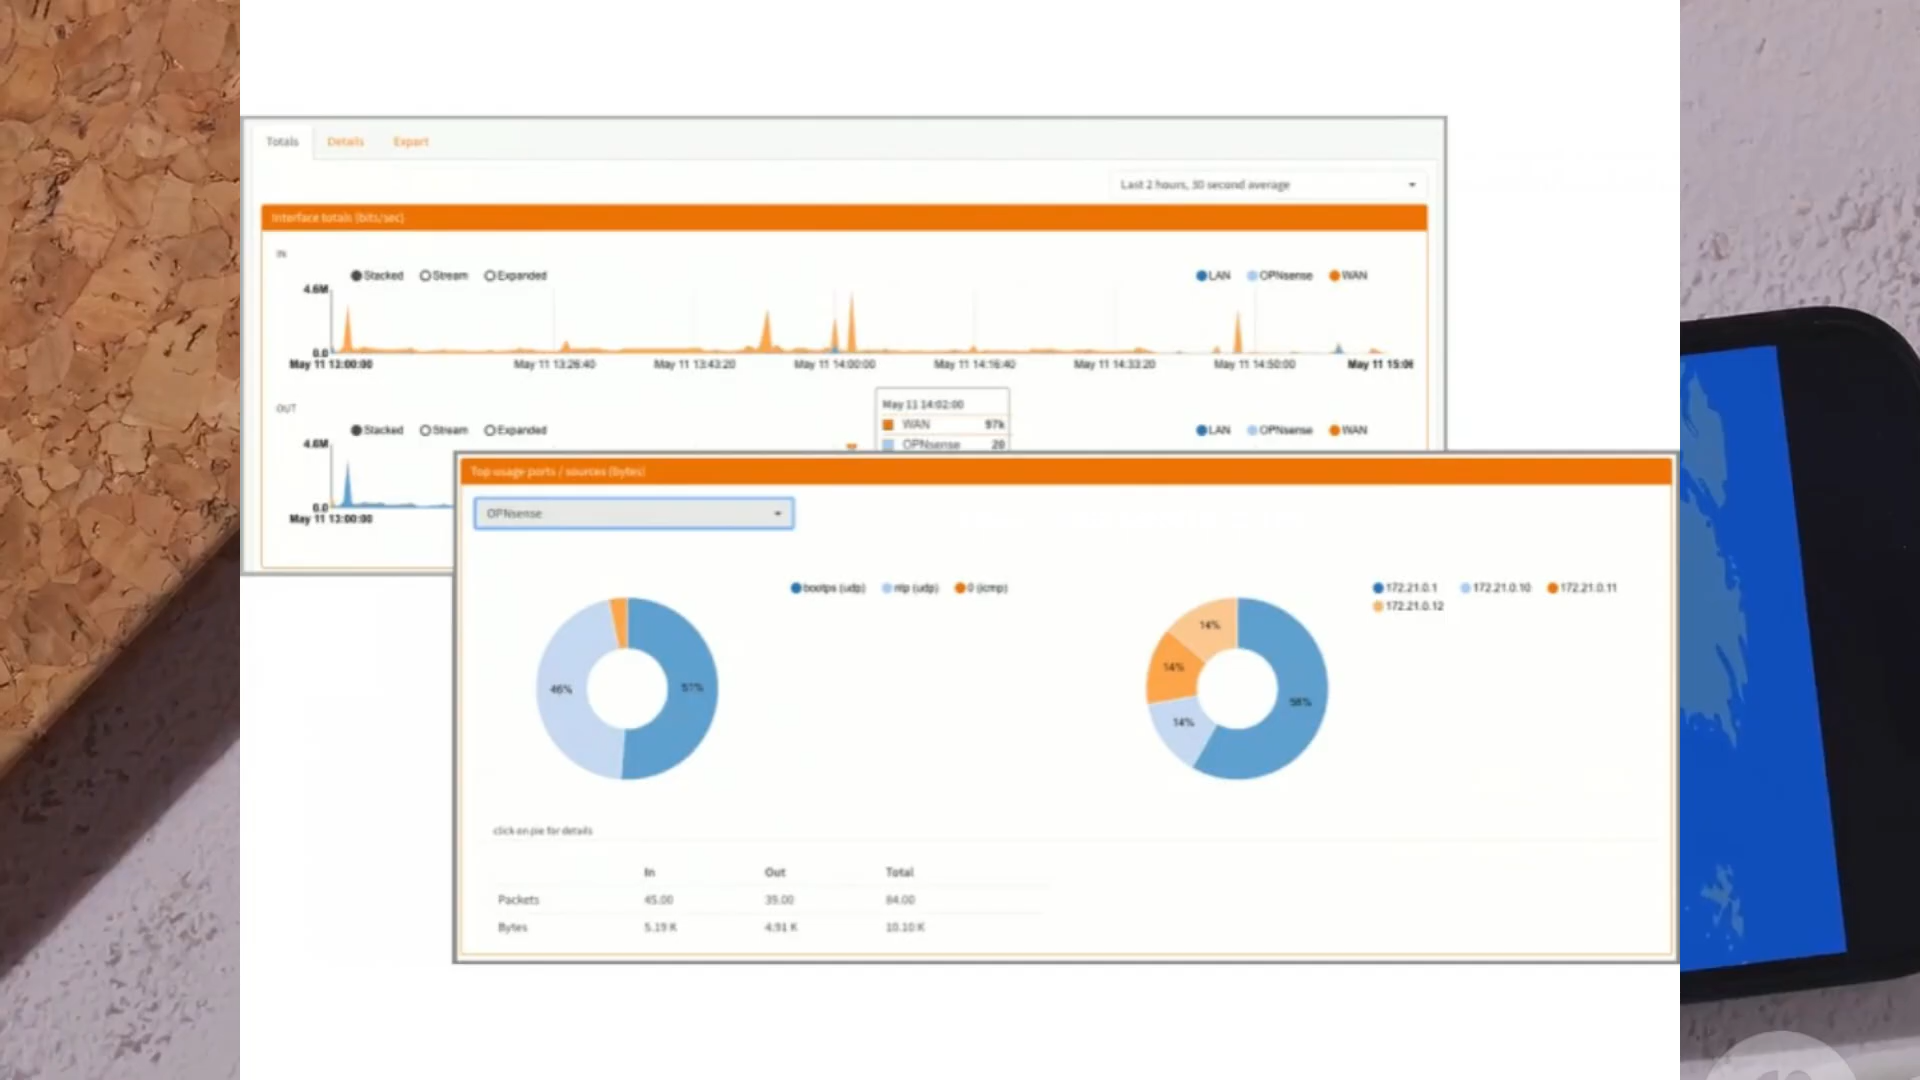 Totals Details Export
Last 2 hours, 30 second average
Interface totals (bits/sec)
IN
Stacked Stream Expanded
LAN OPNsense WAN
4.6M
0.0
May 11 13:00:00 May 11 13:26:40 May 11 13:43:20 May 11 14:00:00 May 11 14:16:40 May 11 14:33:20 May 11 14:50:00 May 11 15:06
OUT
May 11 14:02:00
WAN 97k
OPNsense 20
Stacked Stream Expanded
LAN OPNsense WAN
4.6M
0.0
May 11 13:00:00
Top usage ports / sources (bytes)
OPNsense
bootps (udp) ntp (udp) 0 (icmp)
46%
51%
172.21.0.1 172.21.0.10 172.21.0.11
172.21.0.12
14%
14%
14%
58%
click on pie for details
In Out Total
Packets 45.00 39.00 84.00
Bytes 5.19 K 4.91 K 10.10 K